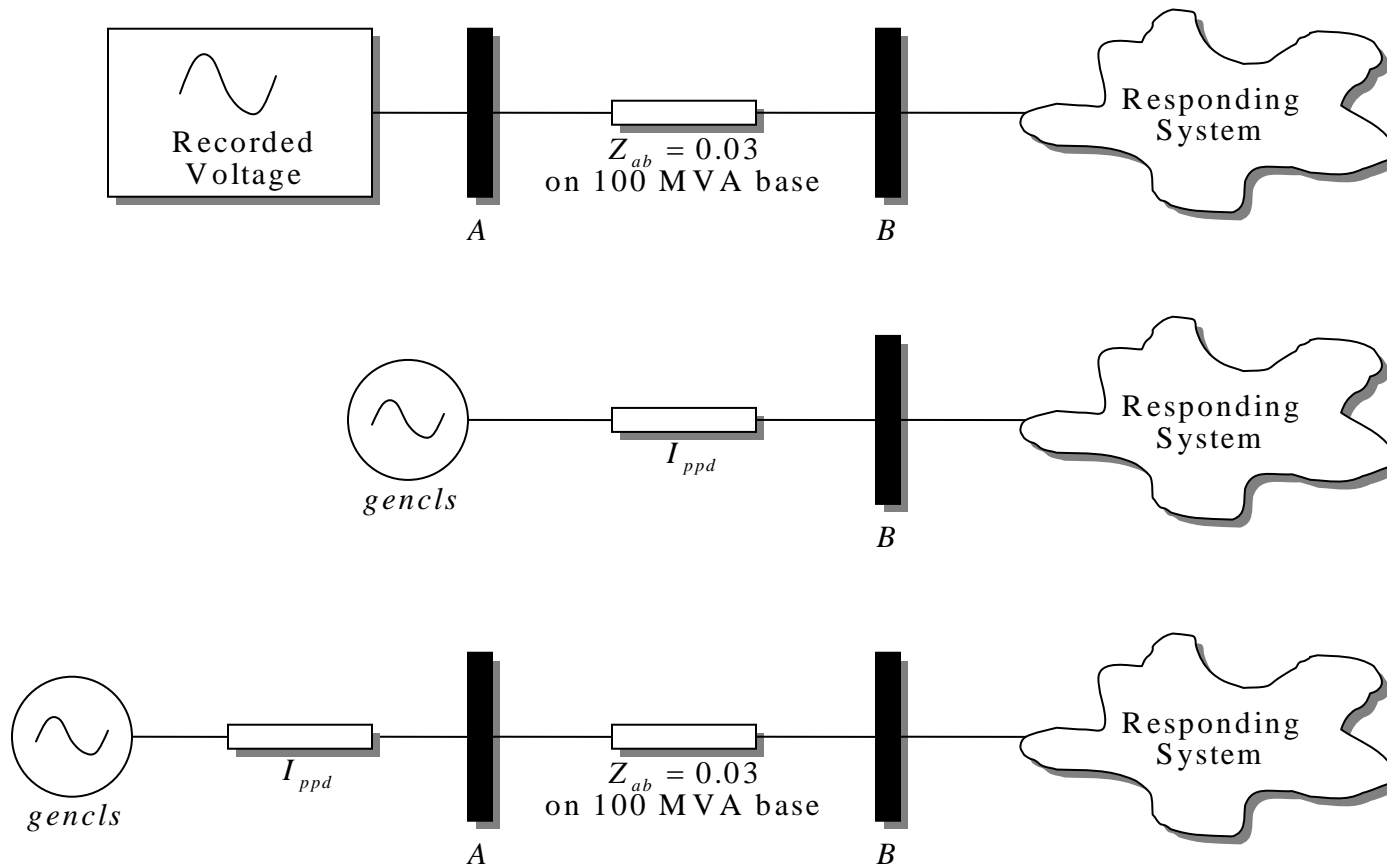 Recorded
Voltage
Z_ab = 0.03
on 100 MVA base
Responding
System
A
B
I_ppd
gencls
Responding
System
B
I_ppd
gencls
Z_ab = 0.03
on 100 MVA base
Responding
System
A
B